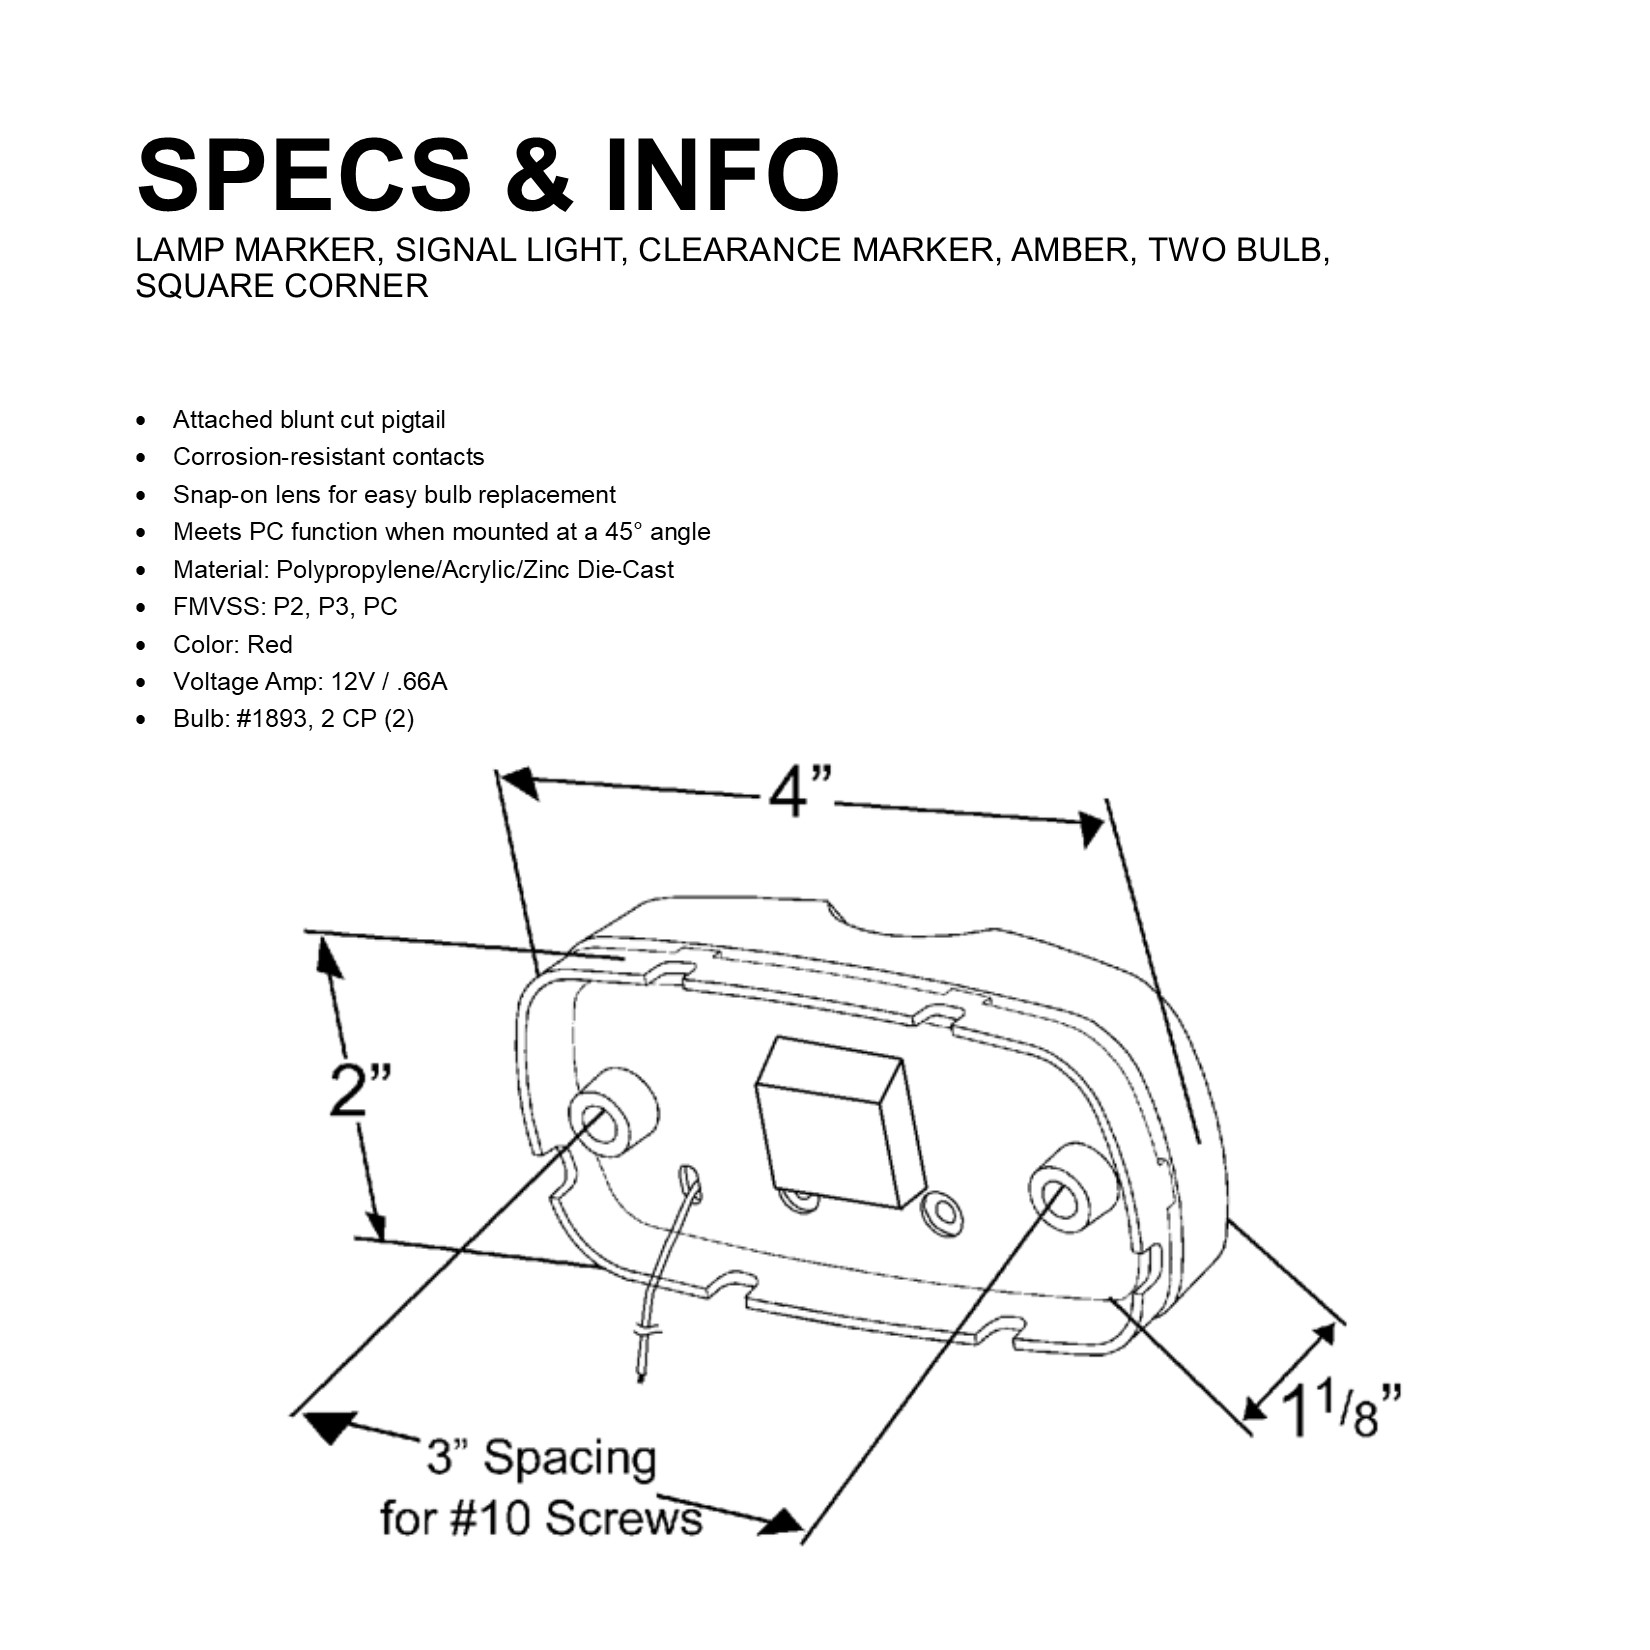 SPECS & INFO
LAMP MARKER, SIGNAL LIGHT, CLEARANCE MARKER, AMBER, TWO BULB,
SQUARE CORNER
• Attached blunt cut pigtail
• Corrosion-resistant contacts
• Snap-on lens for easy bulb replacement
• Meets PC function when mounted at a 45° angle
• Material: Polypropylene/Acrylic/Zinc Die-Cast
• FMVSS: P2, P3, PC
• Color: Red
• Voltage Amp: 12V / .66A
• Bulb: #1893, 2 CP (2)
4”
2”
1 1/8”
3” Spacing
for #10 Screws